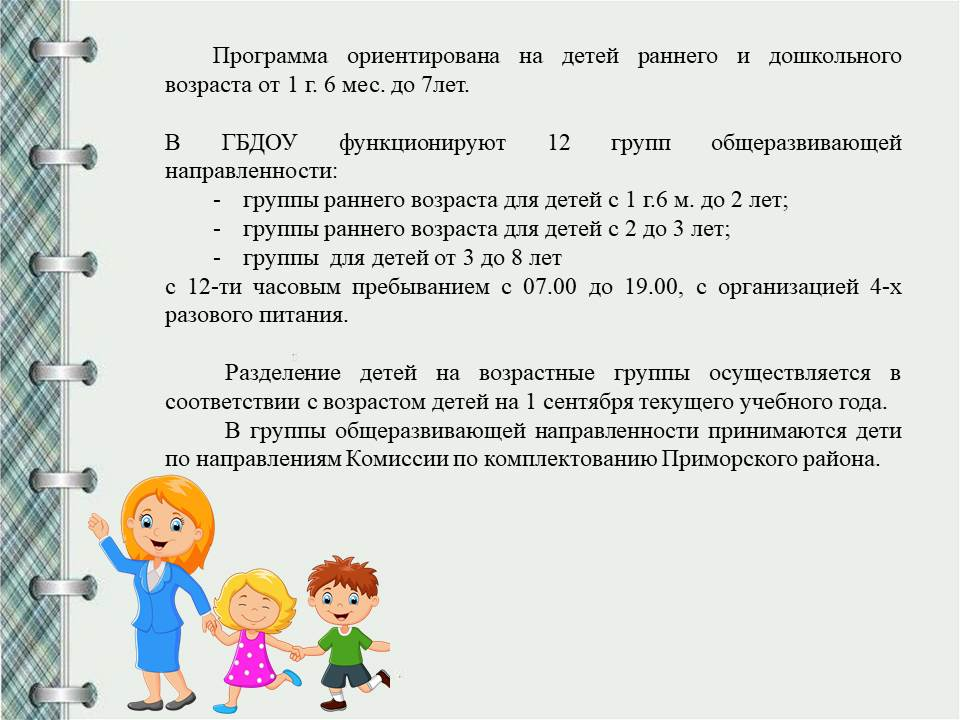 Программа ориентирована на детей раннего и дошкольного
возраста от 1 г. 6 мес. до 7лет.
В ГБДОУ функционируют 12 групп общеразвивающей
направленности:
- группы раннего возраста для детей с 1 г.6 м. до 2 лет;
- группы раннего возраста для детей с 2 до 3 лет;
- группы для детей от 3 до 8 лет
с 12-ти часовым пребыванием с 07.00 до 19.00, с организацией 4-х
разового питания.
Разделение детей на возрастные группы осуществляется в
соответствии с возрастом детей на 1 сентября текущего учебного года.
В группы общеразвивающей направленности принимаются дети
по направлениям Комиссии по комплектованию Приморского района.